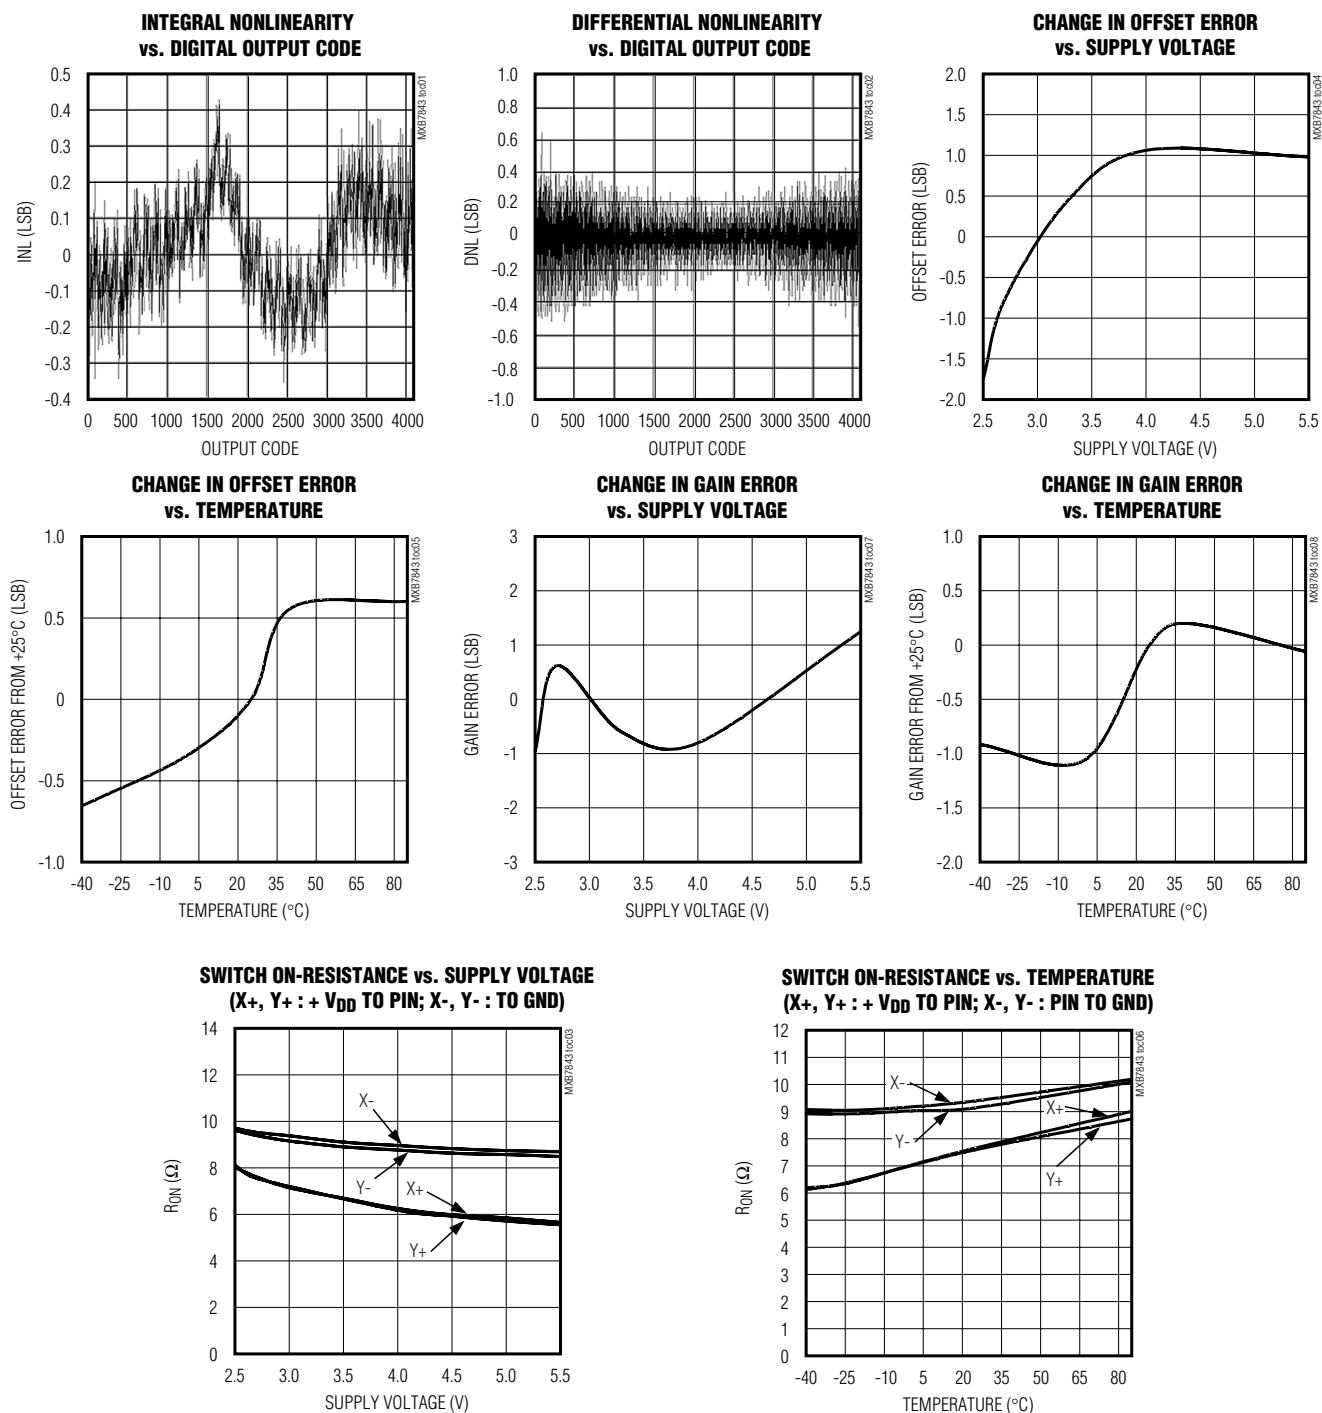 INTEGRAL NONLINEARITY
vs. DIGITAL OUTPUT CODE
MXB7843 toc01
INL (LSB)
0.5
0.4
0.3
0.2
0.1
0
-0.1
-0.2
-0.3
-0.4
0 500 1000 1500 2000 2500 3000 3500 4000
OUTPUT CODE
DIFFERENTIAL NONLINEARITY
vs. DIGITAL OUTPUT CODE
MXB7843 toc02
DNL (LSB)
1.0
0.8
0.6
0.4
0.2
0
-0.2
-0.4
-0.6
-0.8
-1.0
0 500 1000 1500 2000 2500 3000 3500 4000
OUTPUT CODE
CHANGE IN OFFSET ERROR
vs. SUPPLY VOLTAGE
MXB7843 toc04
OFFSET ERROR (LSB)
2.0
1.5
1.0
0.5
0
-0.5
-1.0
-1.5
-2.0
2.5 3.0 3.5 4.0 4.5 5.0 5.5
SUPPLY VOLTAGE (V)
CHANGE IN OFFSET ERROR
vs. TEMPERATURE
MXB7843 toc05
OFFSET ERROR FROM +25°C (LSB)
1.0
0.5
0
-0.5
-1.0
-40 -25 -10 5 20 35 50 65 80
TEMPERATURE (°C)
CHANGE IN GAIN ERROR
vs. SUPPLY VOLTAGE
MXB7843 toc07
GAIN ERROR (LSB)
3
2
1
0
-1
-2
-3
2.5 3.0 3.5 4.0 4.5 5.0 5.5
SUPPLY VOLTAGE (V)
CHANGE IN GAIN ERROR
vs. TEMPERATURE
MXB7843 toc08
GAIN ERROR FROM +25°C (LSB)
1.0
0.5
0
-0.5
-1.0
-1.5
-2.0
-40 -25 -10 5 20 35 50 65 80
TEMPERATURE (°C)
SWITCH ON-RESISTANCE vs. SUPPLY VOLTAGE
(X+, Y+ : + VDD TO PIN; X-, Y- : TO GND)
MXB7843 toc03
RON (Ω)
14
12
10
8
6
4
2
0
X-
Y-
X+
Y+
2.5 3.0 3.5 4.0 4.5 5.0 5.5
SUPPLY VOLTAGE (V)
SWITCH ON-RESISTANCE vs. TEMPERATURE
(X+, Y+ : + VDD TO PIN; X-, Y- : PIN TO GND)
MXB7843 toc06
RON (Ω)
12
11
10
9
8
7
6
5
4
3
2
1
0
X-
X+
Y-
Y+
-40 -25 -10 5 20 35 50 65 80
TEMPERATURE (°C)